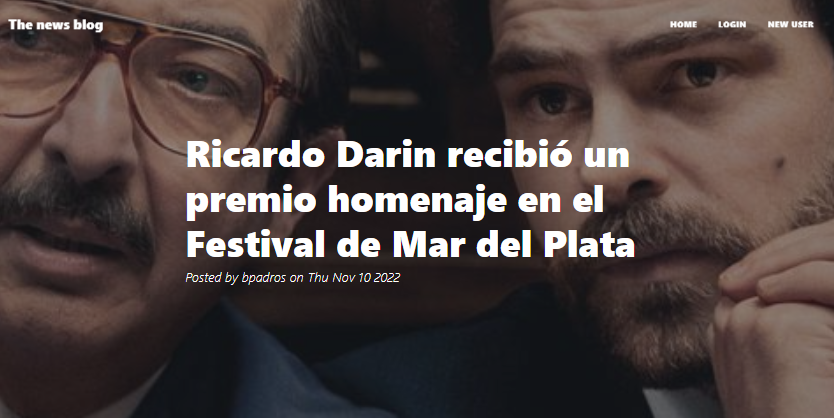 The news blog
HOME LOGIN NEW USER
Ricardo Darin recibió un
premio homenaje en el
Festival de Mar del Plata
Posted by bpadros on Thu Nov 10 2022